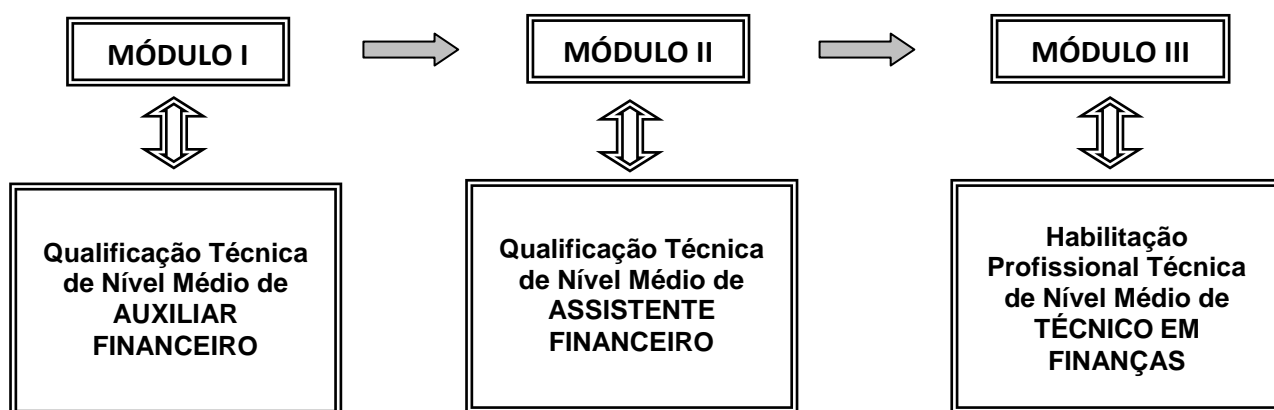 MÓDULO I
MÓDULO II
MÓDULO III
Qualificação Técnica
de Nível Médio de
AUXILIAR
FINANCEIRO
Qualificação Técnica
de Nível Médio de
ASSISTENTE
FINANCEIRO
Habilitação
Profissional Técnica
de Nível Médio de
TÉCNICO EM
FINANÇAS